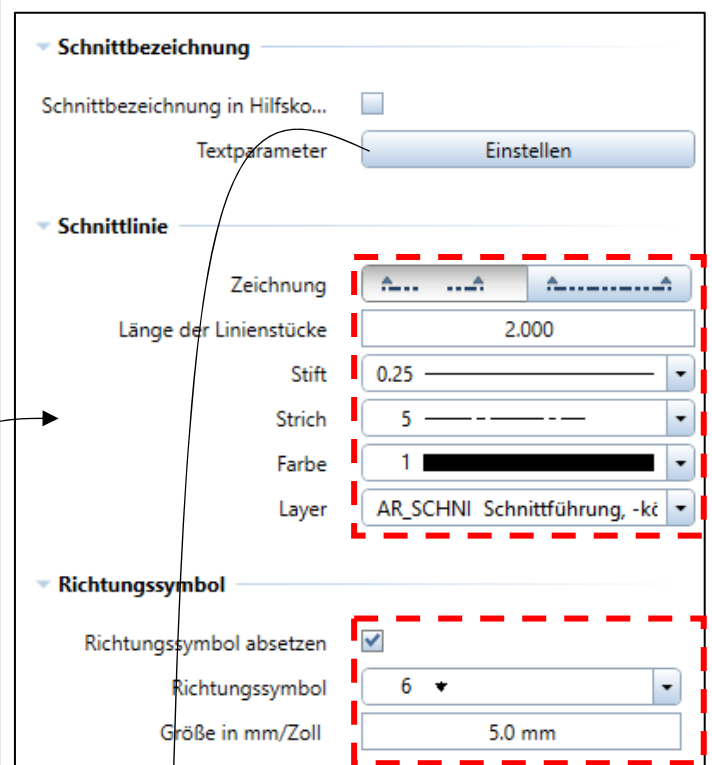 Schnittbezeichnung
Schnittbezeichnung in Hilfsko...
Textparameter Einstellen
Schnittlinie
Zeichnung
Länge der Linienstücke 2.000
Stift 0.25
Strich 5
Farbe 1
Layer AR_SCHNI Schnittführung, -kö
Richtungssymbol
Richtungssymbol absetzen
Richtungssymbol 6
Größe in mm/Zoll 5.0 mm